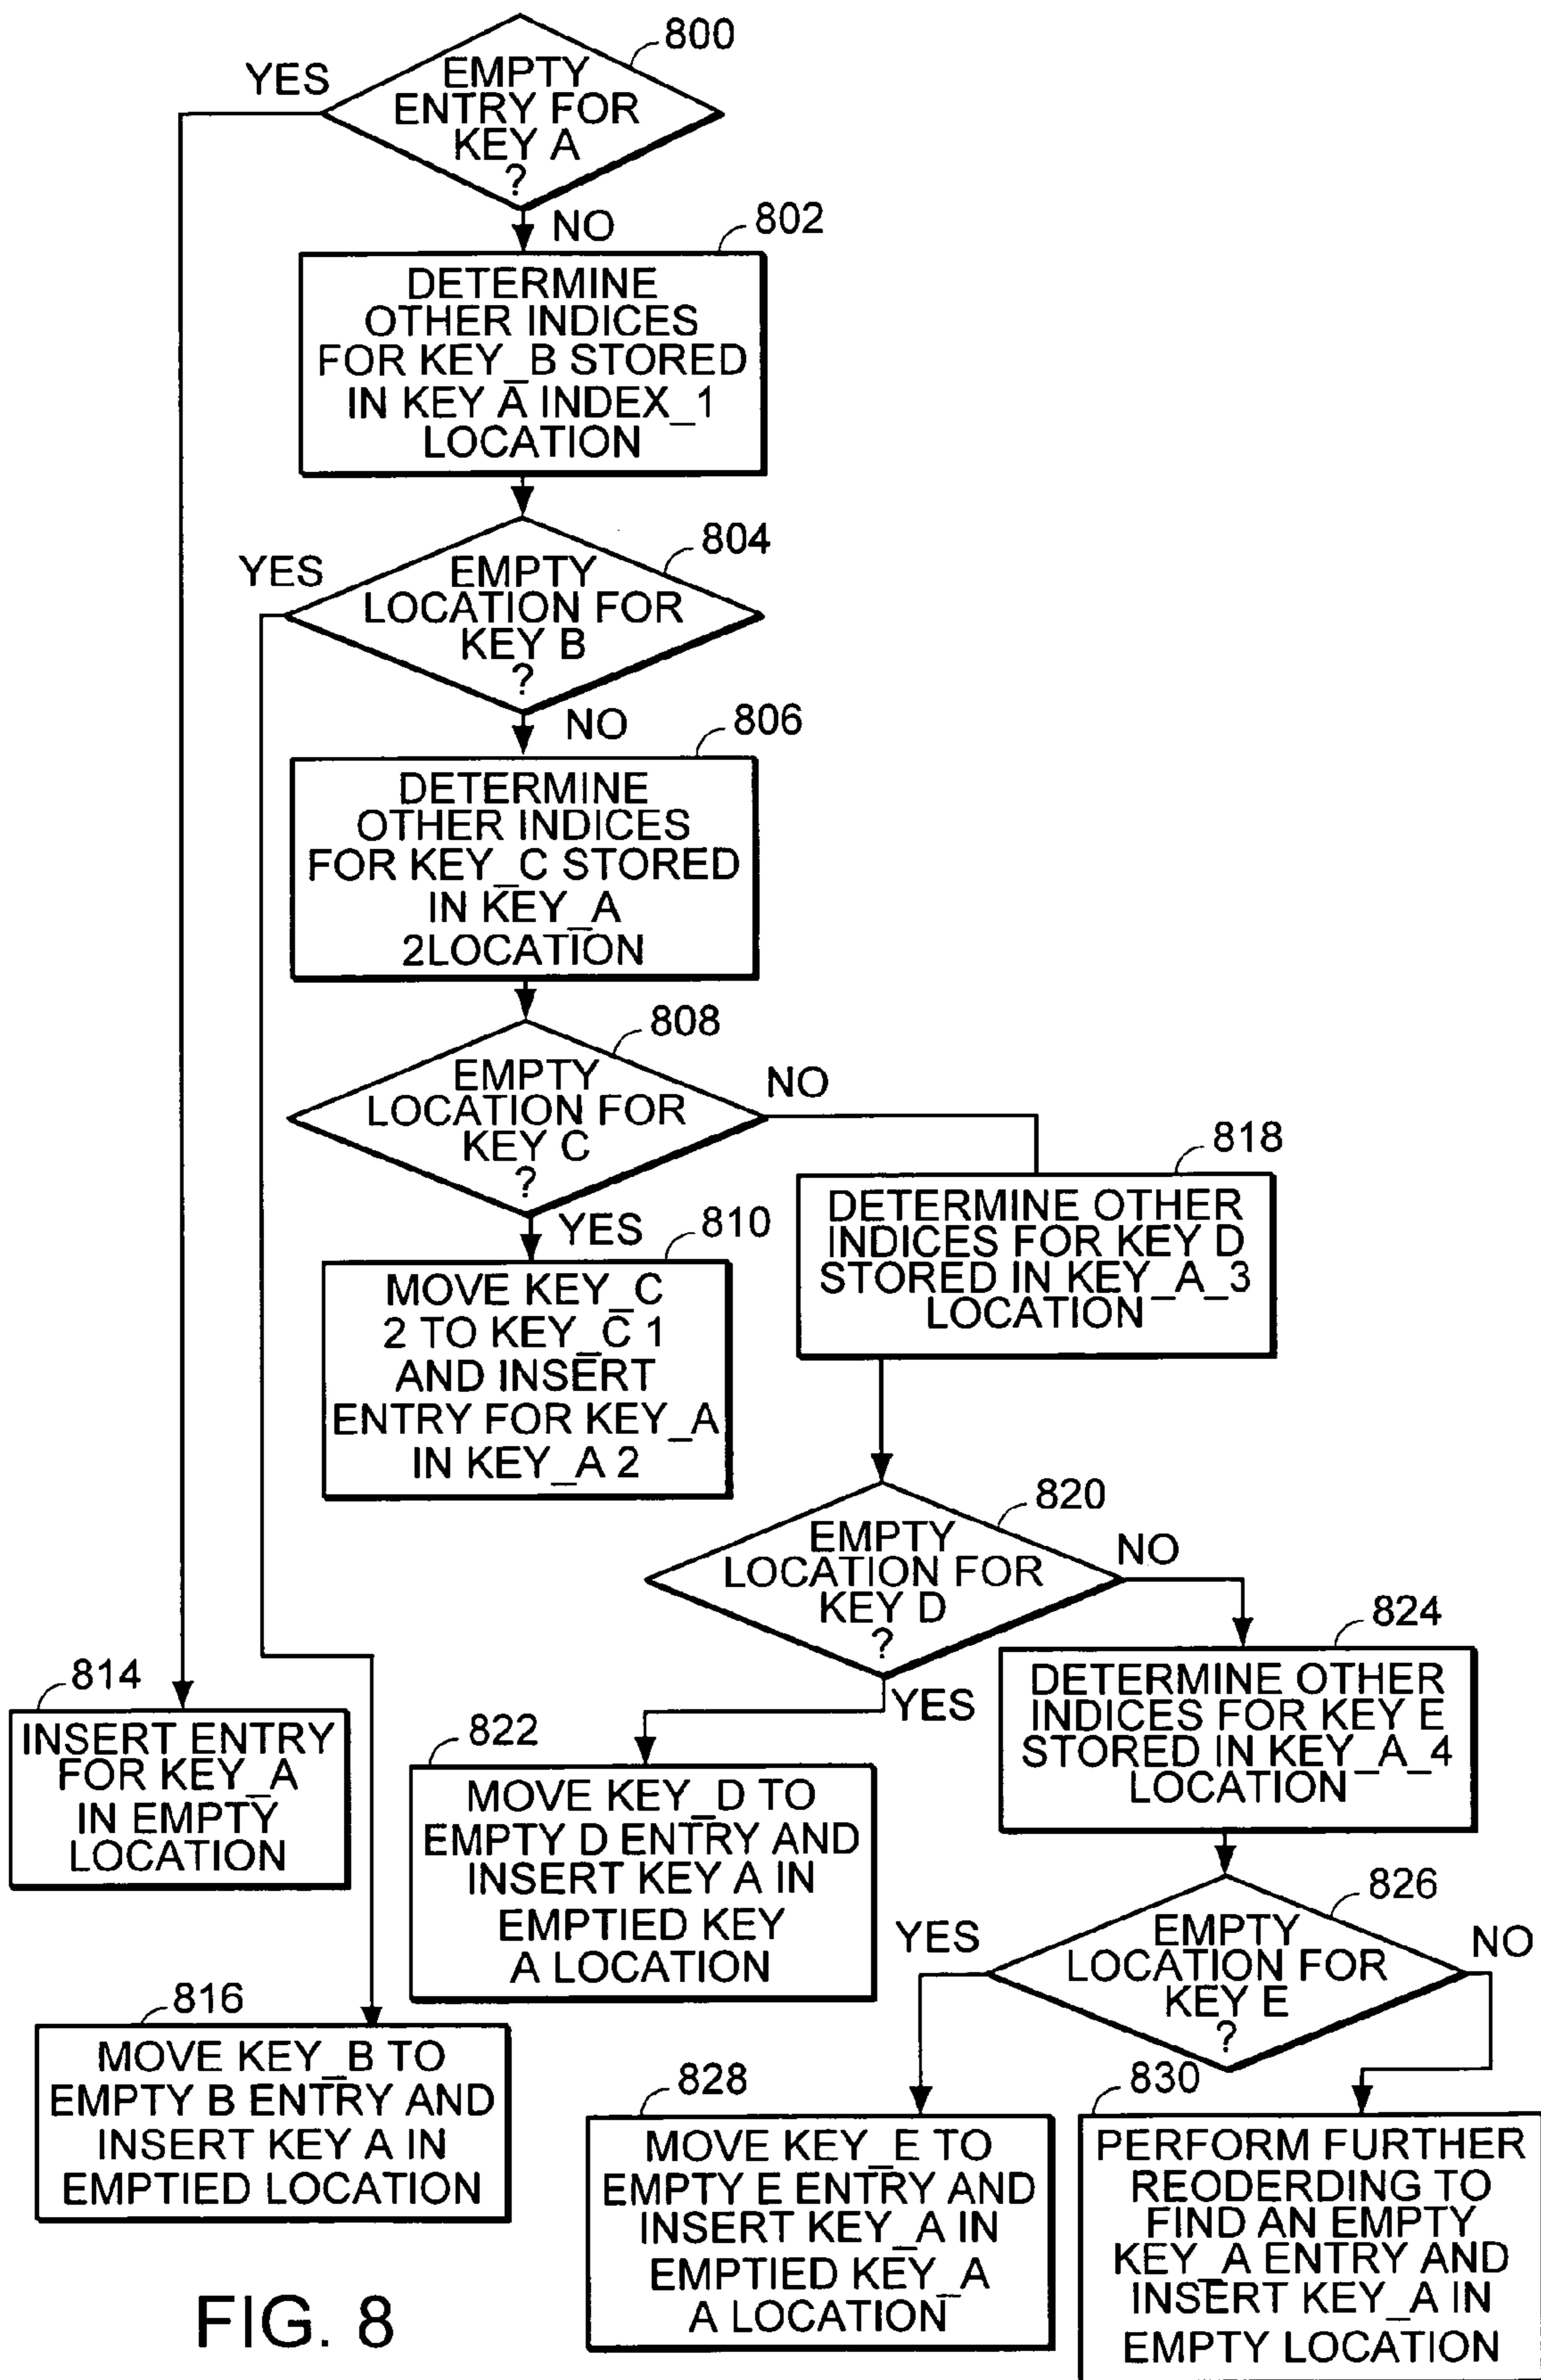 800
YES
EMPTY
ENTRY FOR
KEY A
?
NO
802
DETERMINE
OTHER INDICES
FOR KEY_B STORED
IN KEY A INDEX_1
LOCATION
804
YES
EMPTY
LOCATION FOR
KEY B
?
NO
806
DETERMINE
OTHER INDICES
FOR KEY_C STORED
IN KEY_A
2LOCATION
808
EMPTY
LOCATION FOR
KEY C
?
NO
YES
810
MOVE KEY_C
2 TO KEY_C 1
AND INSERT
ENTRY FOR KEY_A
IN KEY_A 2
818
DETERMINE OTHER
INDICES FOR KEY D
STORED IN KEY_A_3
LOCATION
820
EMPTY
LOCATION FOR
KEY D
?
NO
YES
824
DETERMINE OTHER
INDICES FOR KEY E
STORED IN KEY_A_4
LOCATION
814
INSERT ENTRY
FOR KEY_A
IN EMPTY
LOCATION
822
MOVE KEY_D TO
EMPTY D ENTRY AND
INSERT KEY A IN
EMPTIED KEY
A LOCATION
826
YES
EMPTY
LOCATION FOR
KEY E
?
NO
816
MOVE KEY_B TO
EMPTY B ENTRY AND
INSERT KEY A IN
EMPTIED LOCATION
828
MOVE KEY_E TO
EMPTY E ENTRY AND
INSERT KEY_A IN
EMPTIED KEY_A
A LOCATION
830
PERFORM FURTHER
REODERDING TO
FIND AN EMPTY
KEY_A ENTRY AND
INSERT KEY_A IN
EMPTY LOCATION
FIG. 8